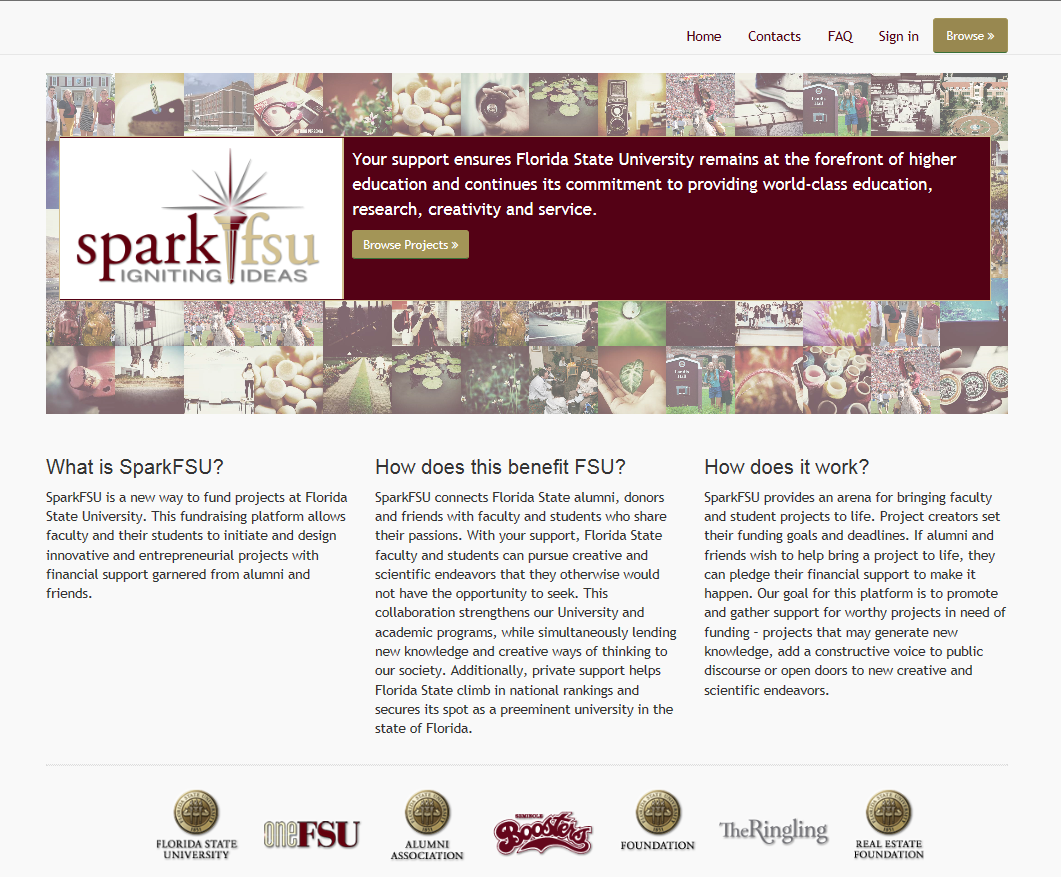 Home Contacts FAQ Sign in Browse »
Your support ensures Florida State University remains at the forefront of higher
education and continues its commitment to providing world-class education,
research, creativity and service.
Browse Projects »
spark fsu
IGNITING IDEAS
What is SparkFSU?
SparkFSU is a new way to fund projects at Florida
State University. This fundraising platform allows
faculty and their students to initiate and design
innovative and entrepreneurial projects with
financial support garnered from alumni and
friends.
How does this benefit FSU?
SparkFSU connects Florida State alumni, donors
and friends with faculty and students who share
their passions. With your support, Florida State
faculty and students can pursue creative and
scientific endeavors that they otherwise would
not have the opportunity to seek. This
collaboration strengthens our University and
academic programs, while simultaneously lending
new knowledge and creative ways of thinking to
our society. Additionally, private support helps
Florida State climb in national rankings and
secures its spot as a preeminent university in the
state of Florida.
How does it work?
SparkFSU provides an arena for bringing faculty
and student projects to life. Project creators set
their funding goals and deadlines. If alumni and
friends wish to help bring a project to life, they
can pledge their financial support to make it
happen. Our goal for this platform is to promote
and gather support for worthy projects in need of
funding – projects that may generate new
knowledge, add a constructive voice to public
discourse or open doors to new creative and
scientific endeavors.
FLORIDA STATE
UNIVERSITY
oneFSU
ALUMNI
ASSOCIATION
SEMINOLE
Boosters
FOUNDATION
TheRingling
REAL ESTATE
FOUNDATION